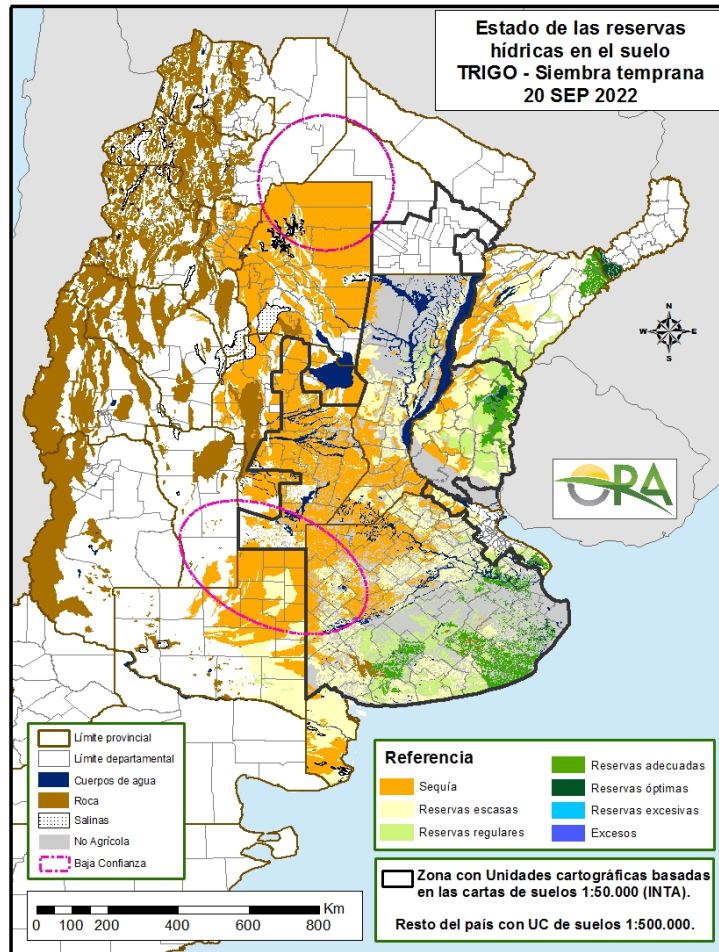 Estado de las reservas
hídricas en el suelo
TRIGO - Siembra temprana
20 SEP 2022
N
W E
S
ORA
Límite provincial
Límite departamental
Cuerpos de agua
Roca
Salinas
No Agrícola
Baja Confianza
Referencia
Sequía
Reservas escasas
Reservas regulares
Reservas adecuadas
Reservas óptimas
Reservas excesivas
Excesos
Zona con Unidades cartográficas basadas
en las cartas de suelos 1:50.000 (INTA).
Resto del país con UC de suelos 1:500.000.
Km
0 50 100 200 400 600 800